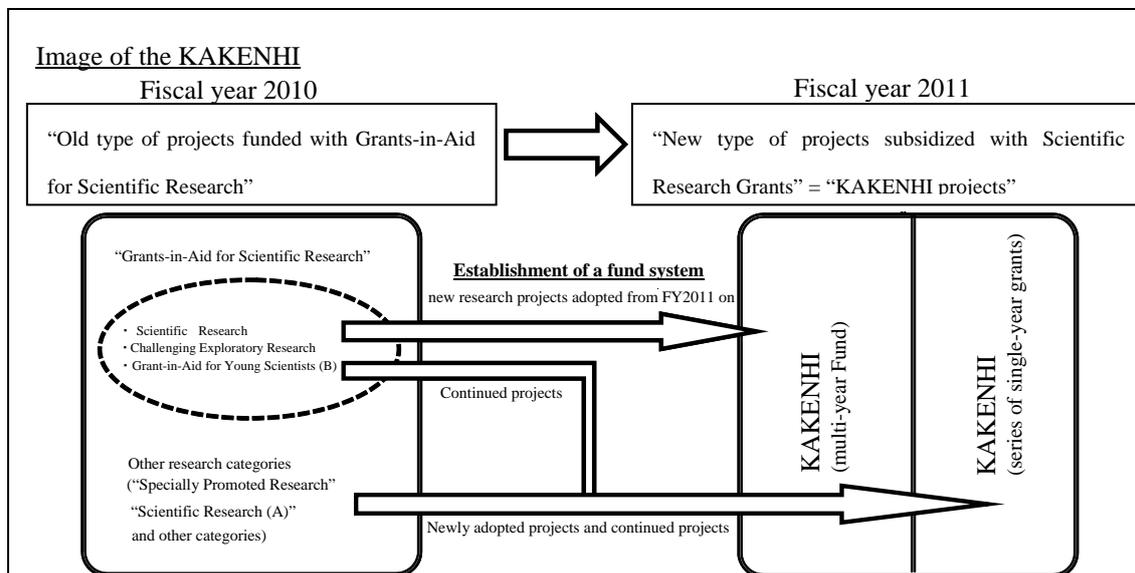 Image of the KAKENHI
Fiscal year 2010
Fiscal year 2011
“Old type of projects funded with Grants-in-Aid
for Scientific Research”
“New type of projects subsidized with Scientific
Research Grants” = “KAKENHI projects”
“Grants-in-Aid for Scientific Research”
・ Scientific Research
・Challenging Exploratory Research
・ Grant-in-Aid for Young Scientists (B)
Other research categories
(“Specially Promoted Research”
“Scientific Research (A)”
and other categories)
Establishment of a fund system
new research projects adopted from FY2011 on
Continued projects
Newly adopted projects and continued projects
KAKENHI
(multi-year Fund)
KAKENHI
(series of single-year grants)